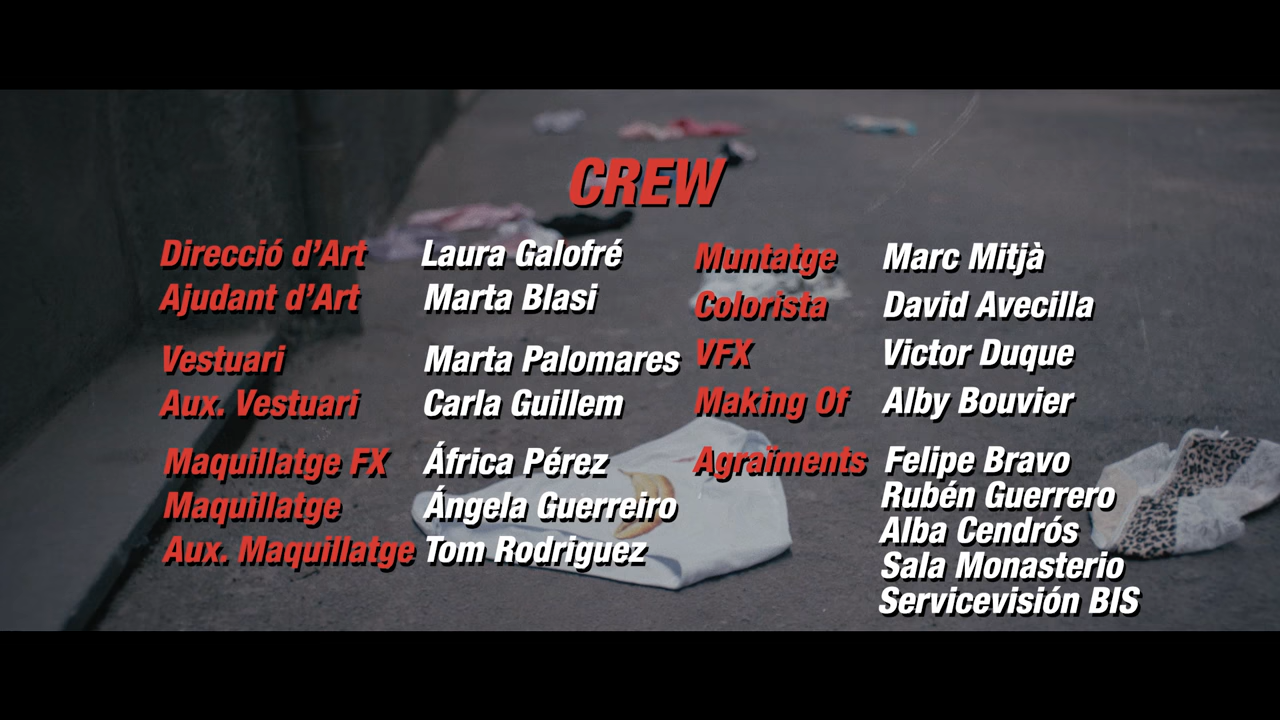 CREW
Direcció d’Art Laura Galofré
Ajudant d’Art Marta Blasi
Vestuari Marta Palomares
Aux. Vestuari Carla Guillem
Maquillatge FX África Pérez
Maquillatge Ángela Guerreiro
Aux. Maquillatge Tom Rodriguez
Muntatge Marc Mitjà
Colorista David Avecilla
VFX Victor Duque
Making Of Alby Bouvier
Agraïments Felipe Bravo
Rubén Guerrero
Alba Cendrós
Sala Monasterio
Servicevisión BIS